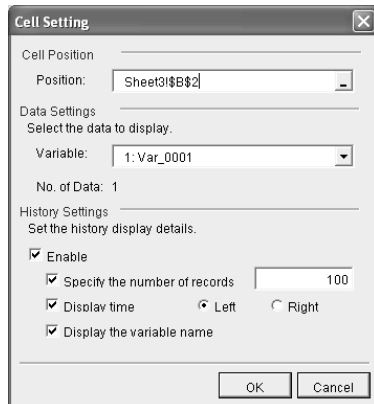 Cell Setting
Cell Position
Position: Sheet3!$B$2
Data Settings
Select the data to display.
Variable: 1: Var_0001
No. of Data: 1
History Settings
Set the history display details.
Enable
Specify the number of records 100
Display time Left Right
Display the variable name
OK Cancel